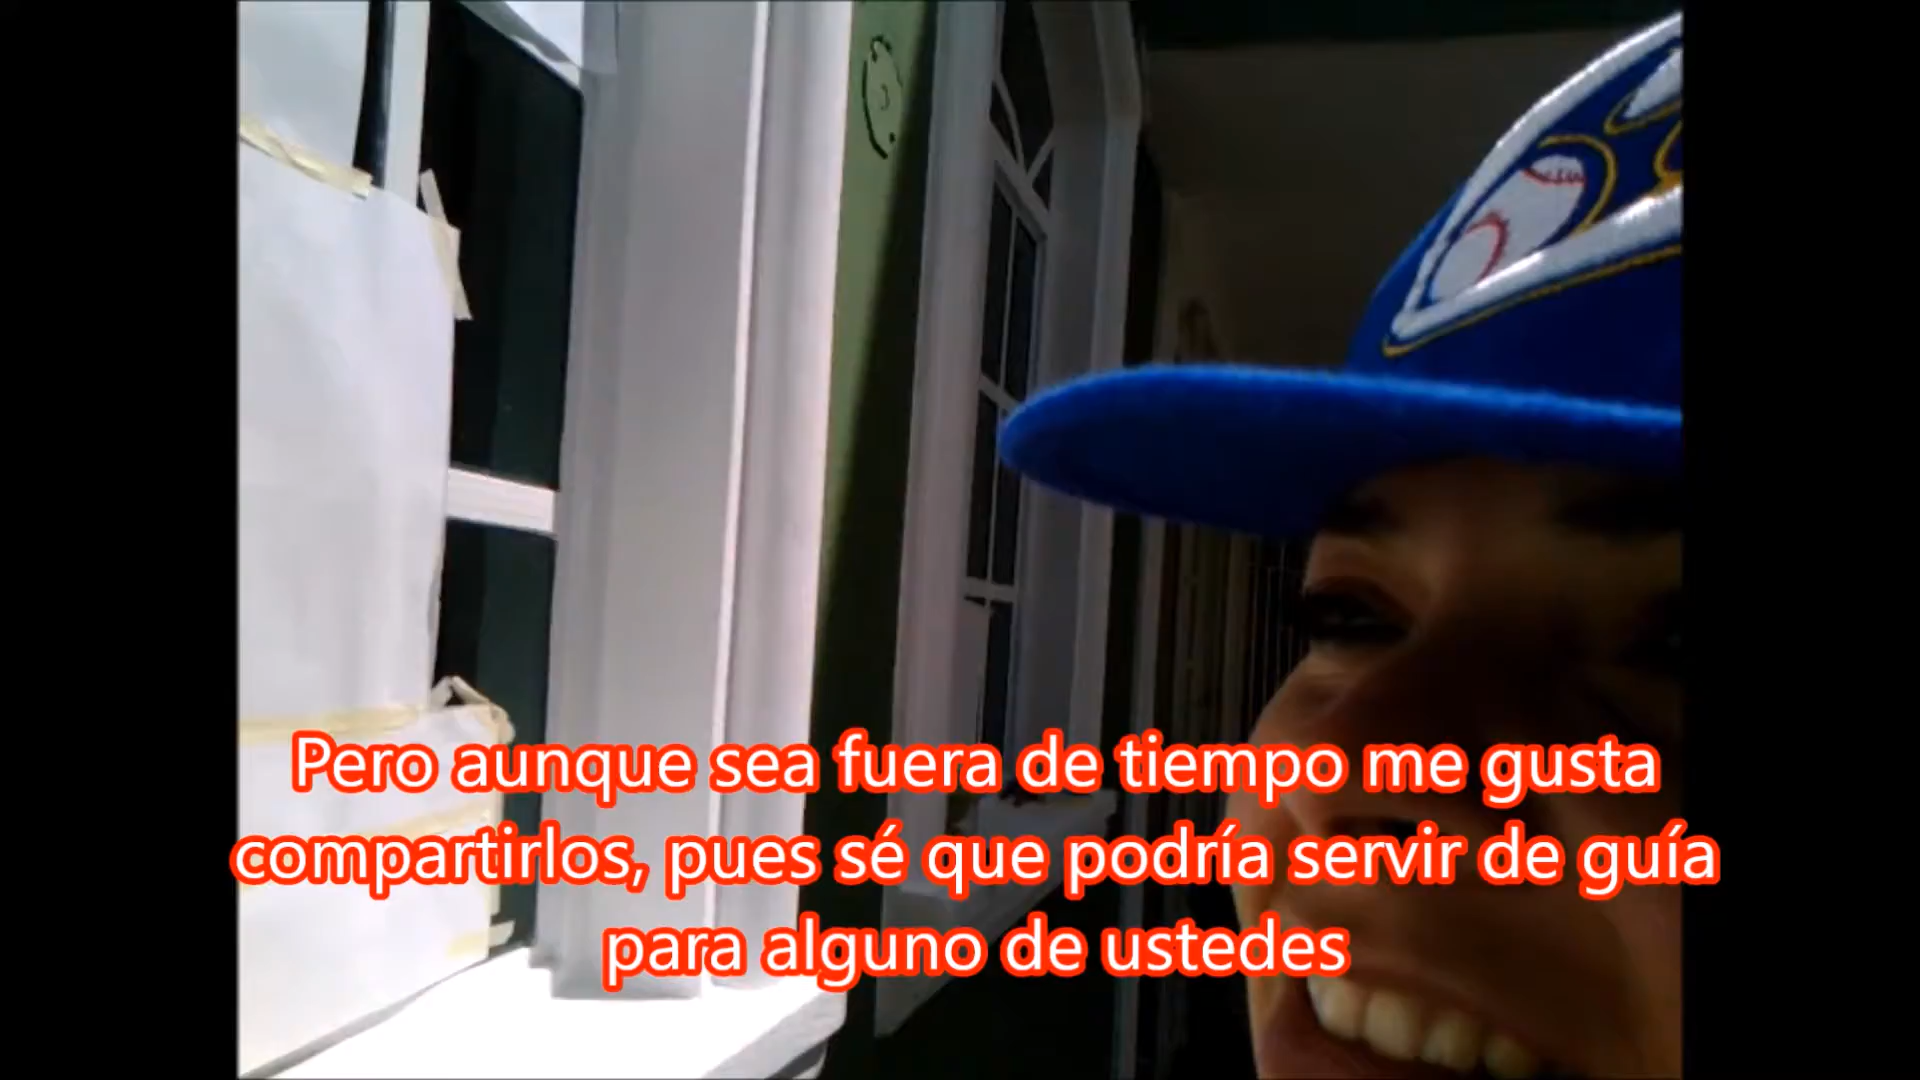 Pero aunque sea fuera de tiempo me gusta
compartirlos, pues sé que podría servir de guía
para alguno de ustedes